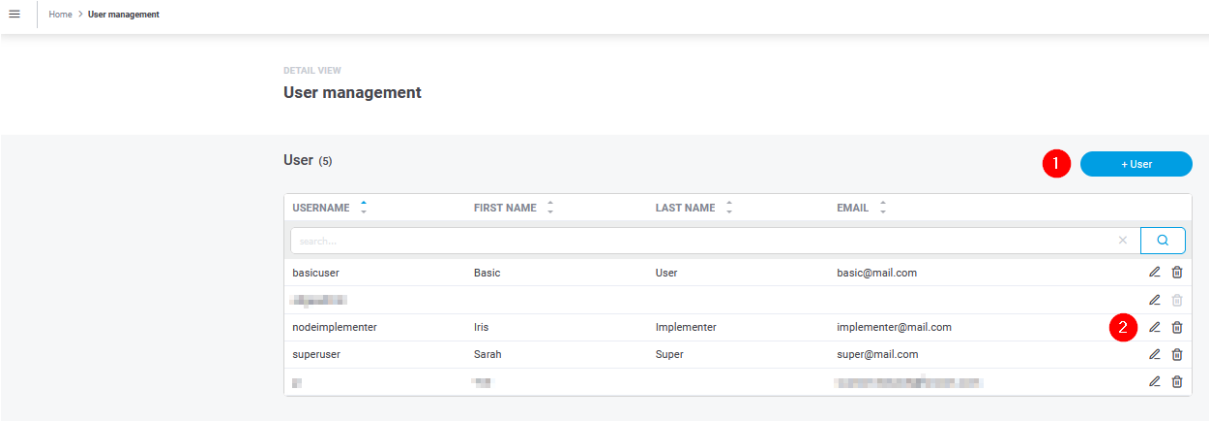 Home > User management
DETAIL VIEW
User management
User (5)
1
+ User
USERNAME FIRST NAME LAST NAME EMAIL
search...
basicuser Basic User basic@mail.com
nodeimplementer Iris Implementer implementer@mail.com 2
superuser Sarah Super super@mail.com